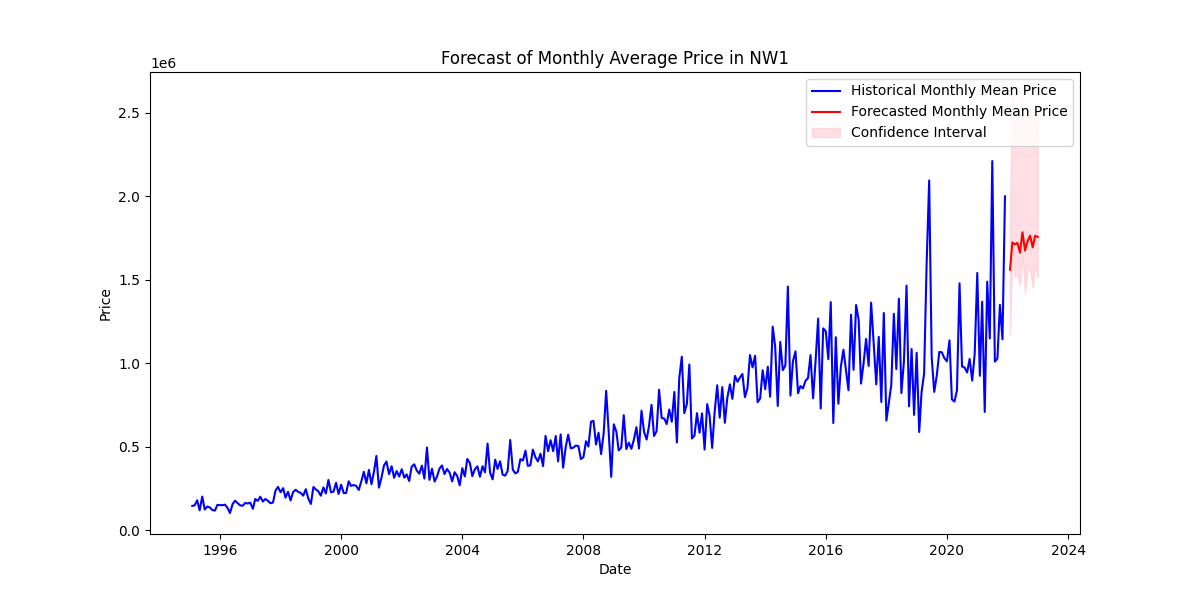 Forecast of Monthly Average Price in NW1
1e6
Historical Monthly Mean Price
Forecasted Monthly Mean Price
Confidence Interval
2.5
2.0
1.5
1.0
0.5
0.0
Price
1996 2000 2004 2008 2012 2016 2020 2024
Date